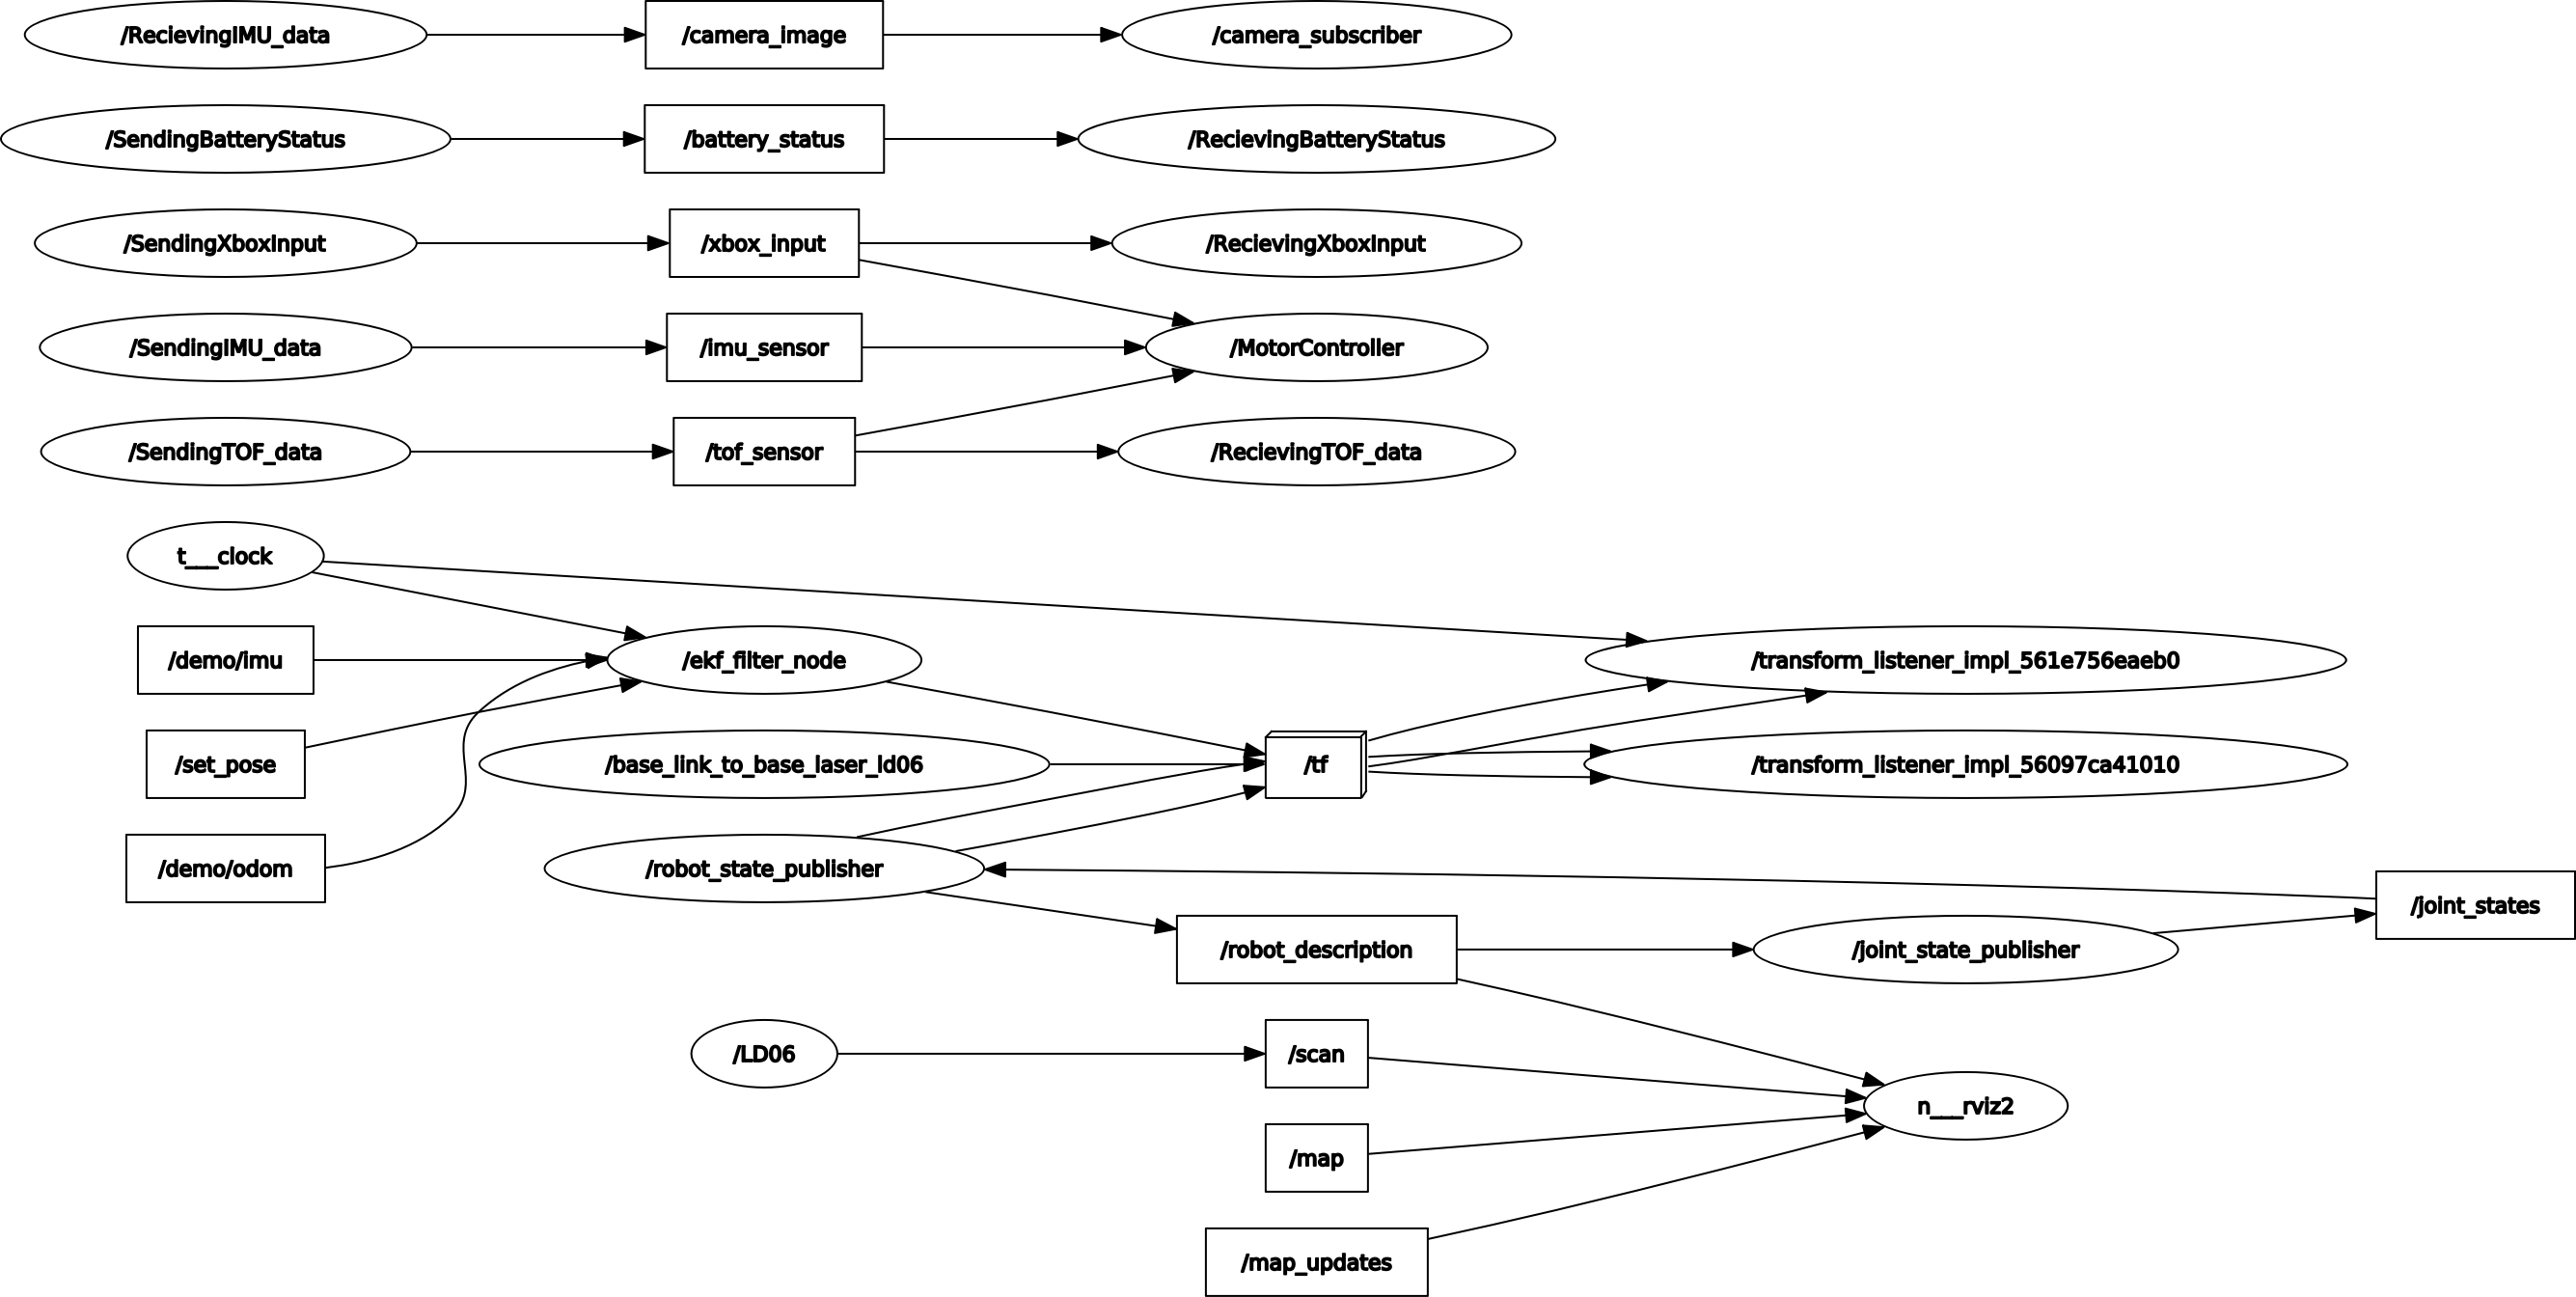 /RecievingIMU_data
/camera_image
/camera_subscriber
/SendingBatteryStatus
/battery_status
/RecievingBatteryStatus
/SendingXboxInput
/xbox_input
/RecievingXboxInput
/SendingIMU_data
/imu_sensor
/MotorController
/SendingTOF_data
/tof_sensor
/RecievingTOF_data
t___clock
/demo/imu
/ekf_filter_node
/transform_listener_impl_561e756eaeb0
/set_pose
/base_link_to_base_laser_ld06
/tf
/transform_listener_impl_56097ca41010
/demo/odom
/robot_state_publisher
/joint_states
/robot_description
/joint_state_publisher
/LD06
/scan
n___rviz2
/map
/map_updates